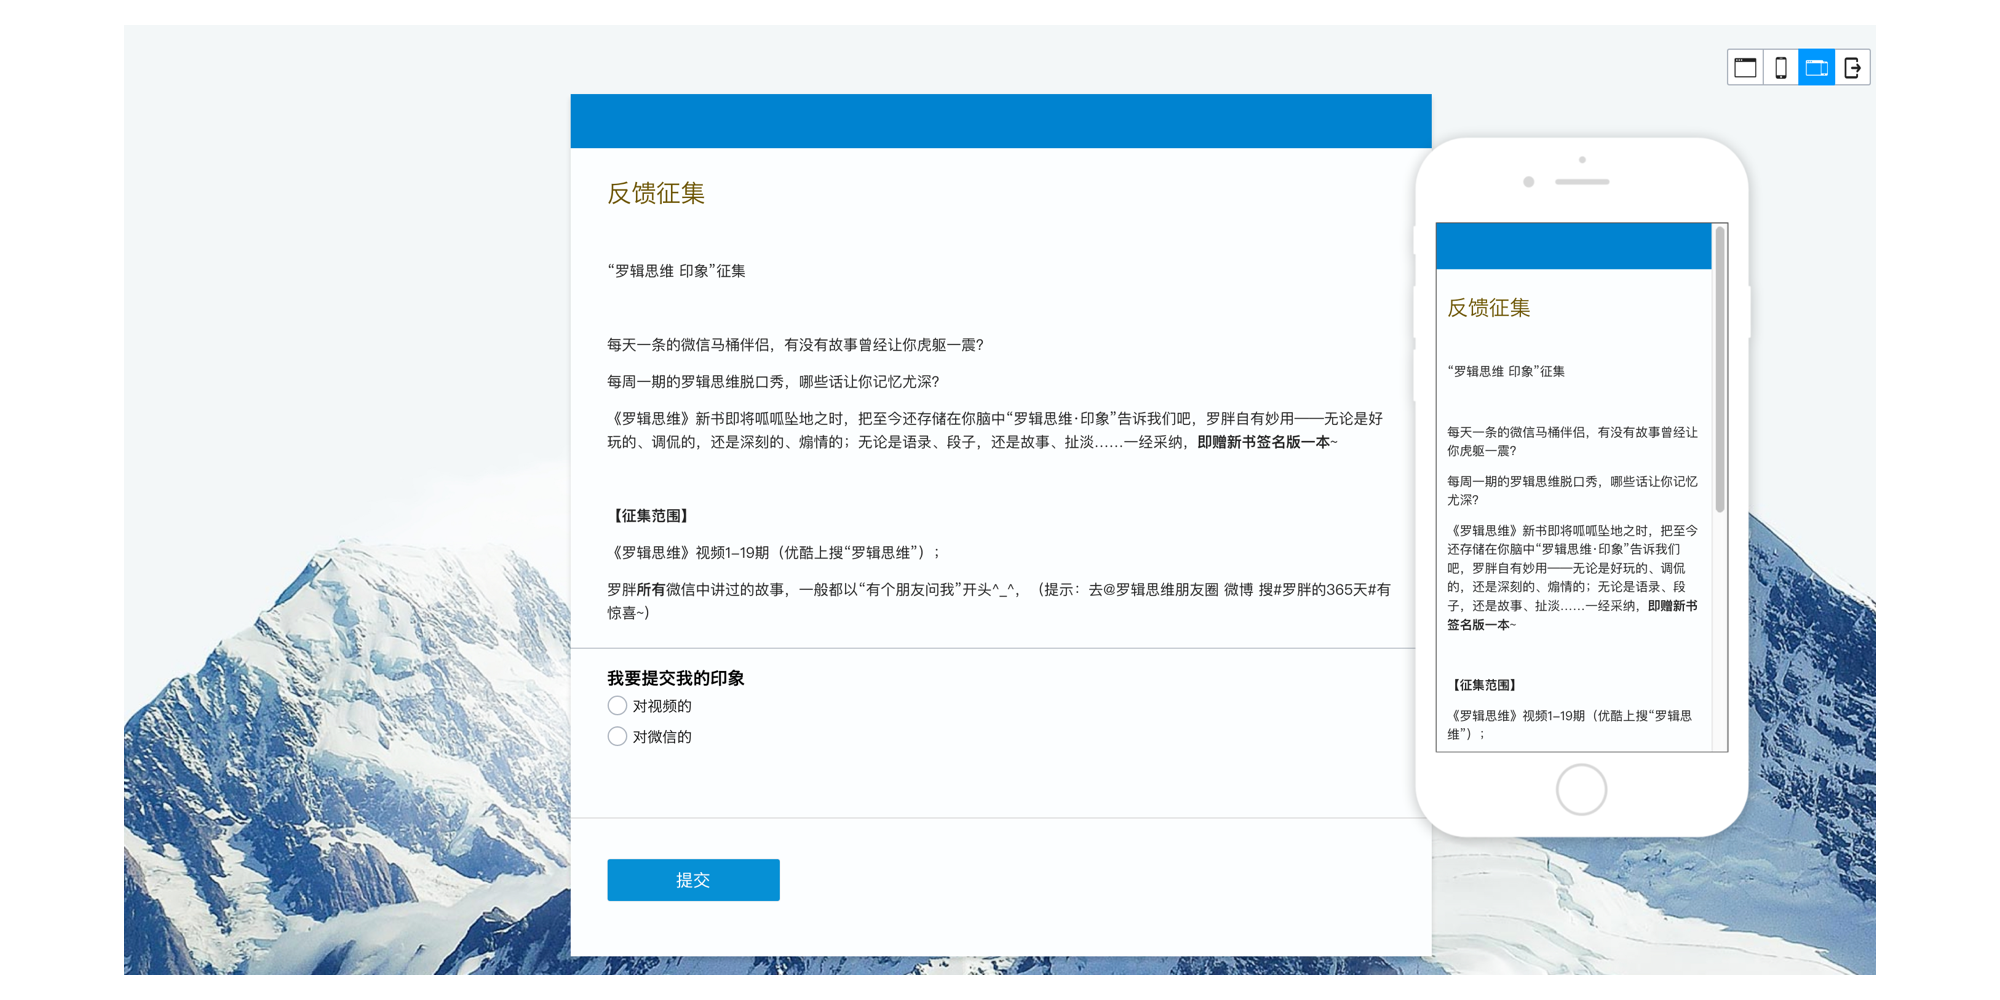 反馈征集
“罗辑思维 印象”征集
每天一条的微信马桶伴侣，有没有故事曾经让你虎躯一震？
每周一期的罗辑思维脱口秀，哪些话让你记忆尤深？
《罗辑思维》新书即将呱呱坠地之时，把至今还存储在你脑中“罗辑思维·印象”告诉我们吧，罗胖自有妙用——无论是好
玩的、调侃的，还是深刻的、煽情的；无论是语录、段子，还是故事、扯淡……一经采纳，即赠新书签名版一本~
【征集范围】
《罗辑思维》视频1-19期（优酷上搜“罗辑思维”）；
罗胖所有微信中讲过的故事，一般都以“有个朋友问我”开头^_^，（提示：去@罗辑思维朋友圈 微博 搜#罗胖的365天#有
惊喜~）
我要提交我的印象
对视频的
对微信的
提交
反馈征集
“罗辑思维 印象”征集
每天一条的微信马桶伴侣，有没有故事曾经让
你虎躯一震？
每周一期的罗辑思维脱口秀，哪些话让你记忆
尤深？
《罗辑思维》新书即将呱呱坠地之时，把至今
还存储在你脑中“罗辑思维·印象”告诉我们
吧，罗胖自有妙用——无论是好玩的、调侃
的，还是深刻的、煽情的；无论是语录、段
子，还是故事、扯淡……一经采纳，即赠新书
签名版一本~
【征集范围】
《罗辑思维》视频1-19期（优酷上搜“罗辑思
维”）；